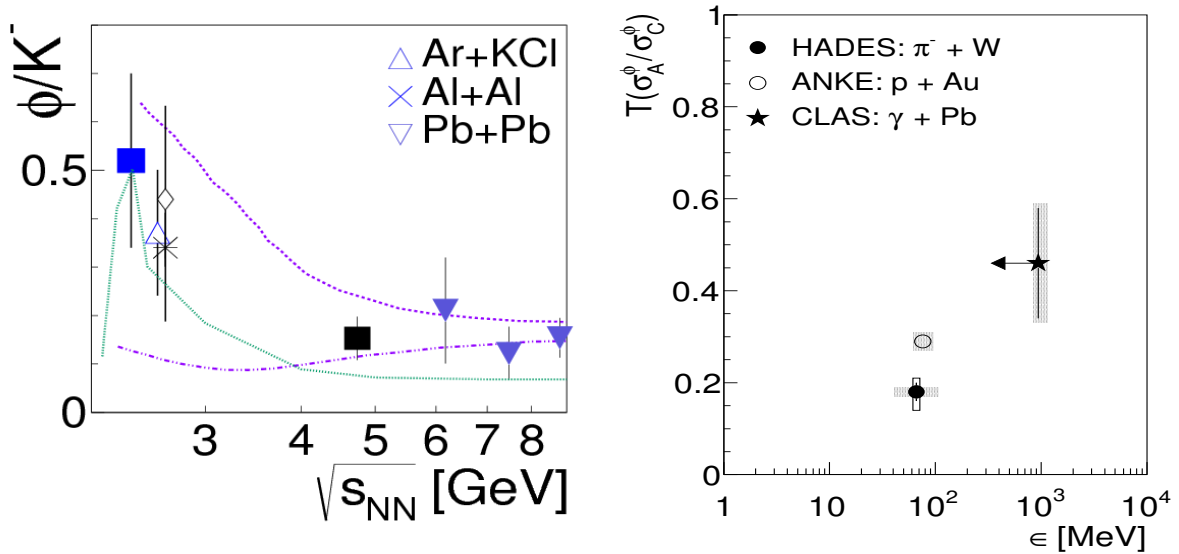 ϕ/K⁻
0.5
0
Ar+KCl
Al+Al
Pb+Pb
3 4 5 6 7 8
√s_NN [GeV]
T(σ_A^ϕ/σ_C^ϕ)
1
0.8
0.6
0.4
0.2
0
HADES: π⁻ + W
ANKE: p + Au
CLAS: γ + Pb
1 10 10² 10³ 10⁴
∈ [MeV]